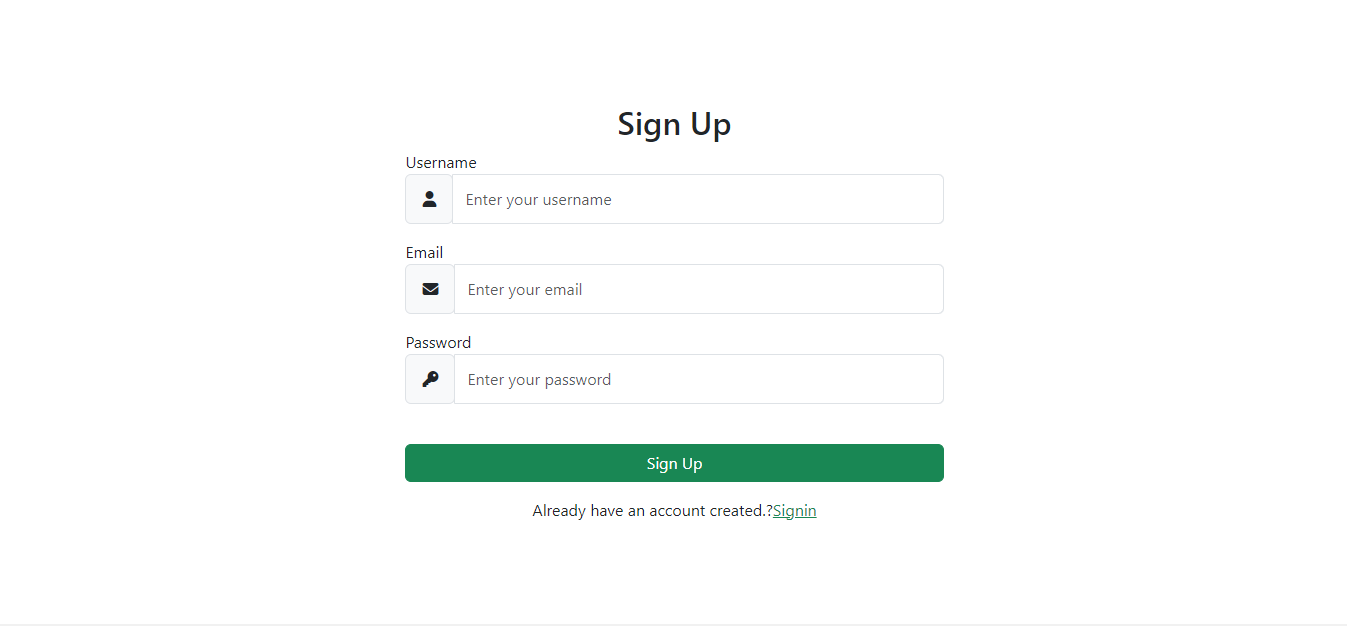 Sign Up
Username
Enter your username
Email
Enter your email
Password
Enter your password
Sign Up
Already have an account created.?Signin